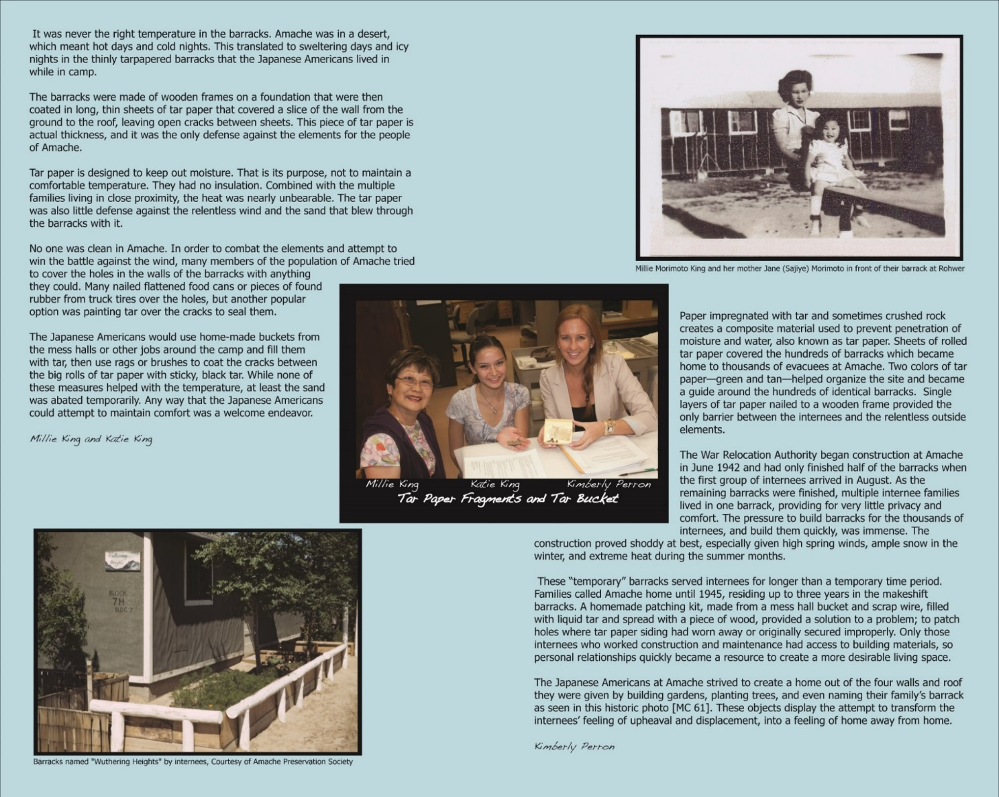 It was never the right temperature in the barracks. Amache was in a desert,
which meant hot days and cold nights. This translated to sweltering days and icy
nights in the thinly tarpapered barracks that the Japanese Americans lived in
while in camp.
The barracks were made of wooden frames on a foundation that were then
coated in long, thin sheets of tar paper that covered a slice of the wall from the
ground to the roof, leaving open cracks between sheets. This piece of tar paper is
actual thickness, and it was the only defense against the elements for the people
of Amache.
Tar paper is designed to keep out moisture. That is its purpose, not to maintain a
comfortable temperature. They had no insulation. Combined with the multiple
families living in close proximity, the heat was nearly unbearable. The tar paper
was also little defense against the relentless wind and the sand that blew through
the barracks with it.
No one was clean in Amache. In order to combat the elements and attempt to
win the battle against the wind, many members of the population of Amache tried
to cover the holes in the walls of the barracks with anything
they could. Many nailed flattened food cans or pieces of found
rubber from truck tires over the holes, but another popular
option was painting tar over the cracks to seal them.
The Japanese Americans would use home-made buckets from
the mess halls or other jobs around the camp and fill them
with tar, then use rags or brushes to coat the cracks between
the big rolls of tar paper with sticky, black tar. While none of
these measures helped with the temperature, at least the sand
was abated temporarily. Any way that the Japanese Americans
could attempt to maintain comfort was a welcome endeavor.
Millie King and Katie King
Millie King Katie King Kimberly Perron
Tar Paper Fragments and Tar Bucket
Wuthering
Heights
BLOCK
7H
BLDG 7
Barracks named "Wuthering Heights" by internees, Courtesy of Amache Preservation Society
Millie Morimoto King and her mother Jane (Sajiye) Morimoto in front of their barrack at Rohwer
Paper impregnated with tar and sometimes crushed rock
creates a composite material used to prevent penetration of
moisture and water, also known as tar paper. Sheets of rolled
tar paper covered the hundreds of barracks which became
home to thousands of evacuees at Amache. Two colors of tar
paper—green and tan—helped organize the site and became
a guide around the hundreds of identical barracks. Single
layers of tar paper nailed to a wooden frame provided the
only barrier between the internees and the relentless outside
elements.
The War Relocation Authority began construction at Amache
in June 1942 and had only finished half of the barracks when
the first group of internees arrived in August. As the
remaining barracks were finished, multiple internee families
lived in one barrack, providing for very little privacy and
comfort. The pressure to build barracks for the thousands of
internees, and build them quickly, was immense. The
construction proved shoddy at best, especially given high spring winds, ample snow in the
winter, and extreme heat during the summer months.
These “temporary” barracks served internees for longer than a temporary time period.
Families called Amache home until 1945, residing up to three years in the makeshift
barracks. A homemade patching kit, made from a mess hall bucket and scrap wire, filled
with liquid tar and spread with a piece of wood, provided a solution to a problem; to patch
holes where tar paper siding had worn away or originally secured improperly. Only those
internees who worked construction and maintenance had access to building materials, so
personal relationships quickly became a resource to create a more desirable living space.
The Japanese Americans at Amache strived to create a home out of the four walls and roof
they were given by building gardens, planting trees, and even naming their family’s barrack
as seen in this historic photo [MC 61]. These objects display the attempt to transform the
internees’ feeling of upheaval and displacement, into a feeling of home away from home.
Kimberly Perron